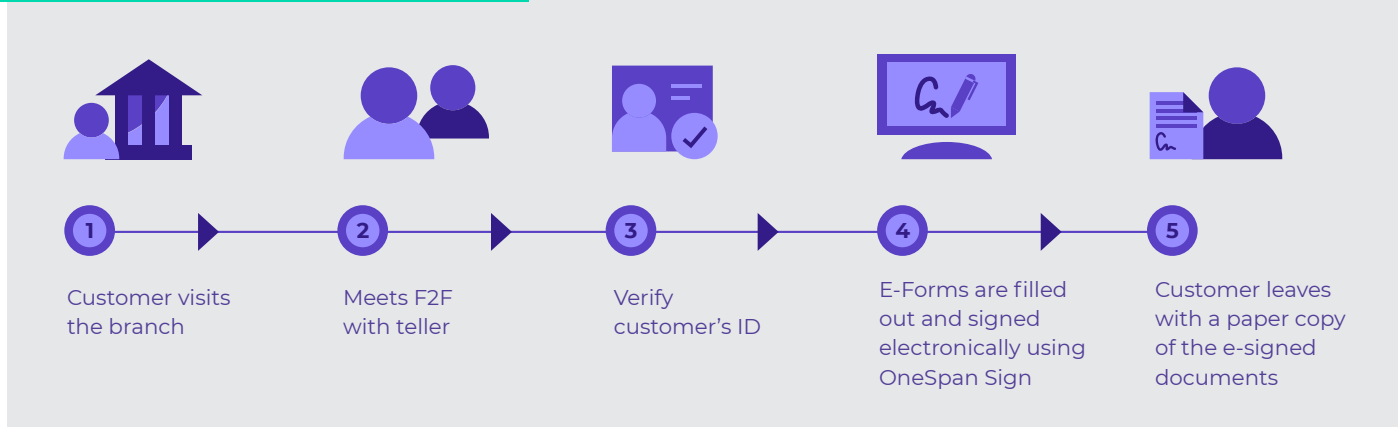 1
2
3
4
5
Customer visits
the branch
Meets F2F
with teller
Verify
customer’s ID
E-Forms are filled
out and signed
electronically using
OneSpan Sign
Customer leaves
with a paper copy
of the e-signed
documents